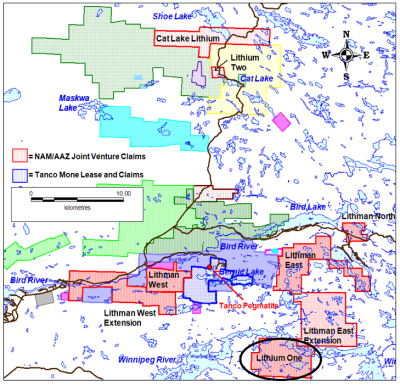 Shoe Lake
Cat Lake Lithium
Lithium
Two
Cat Lake
N
W
E
S
Maskwa
Lake
= NAM/AAZ Joint Venture Claims
= Tanco Mone Lease and Claims
0
10.00
kilometres
Bird Lake
Lithman North
Bird River
Lithman
East
Bird River
Lithman
West
Bernic Lake
Tanco Pegmatite
Lithman West
Extension
Lithman East
Extension
Winnipeg River
Lithium One
Win